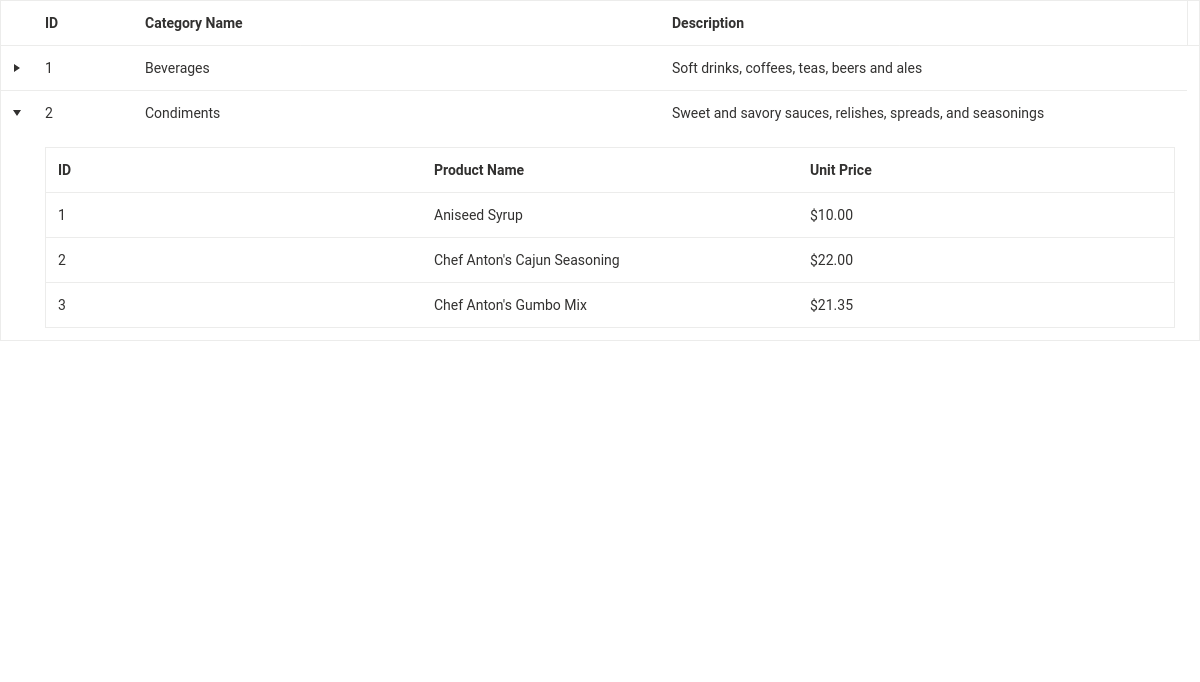 ID Category Name Description
1 Beverages Soft drinks, coffees, teas, beers and ales
2 Condiments Sweet and savory sauces, relishes, spreads, and seasonings
ID Product Name Unit Price
1 Aniseed Syrup $10.00
2 Chef Anton's Cajun Seasoning $22.00
3 Chef Anton's Gumbo Mix $21.35